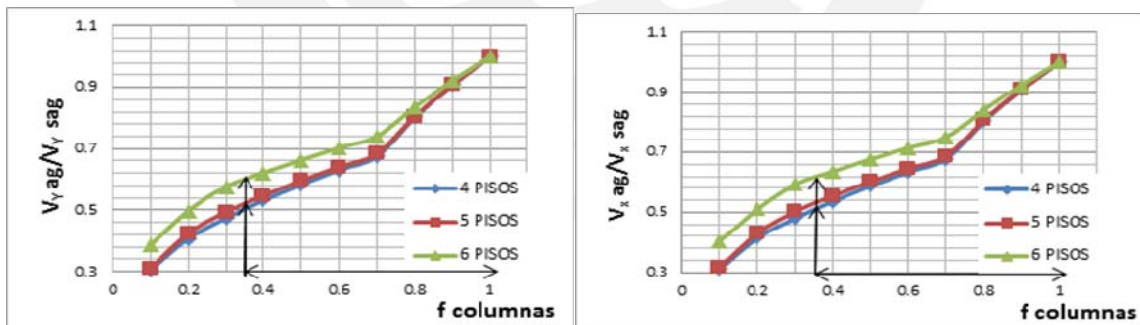 1.1
0.9
0.7
0.5
0.3
V_Y ag/V_Y sag
4 PISOS
5 PISOS
6 PISOS
0 0.2 0.4 0.6 0.8 1
f columnas
1.1
0.9
0.7
0.5
0.3
V_x ag/V_x sag
4 PISOS
5 PISOS
6 PISOS
0 0.2 0.4 0.6 0.8 1
f columnas